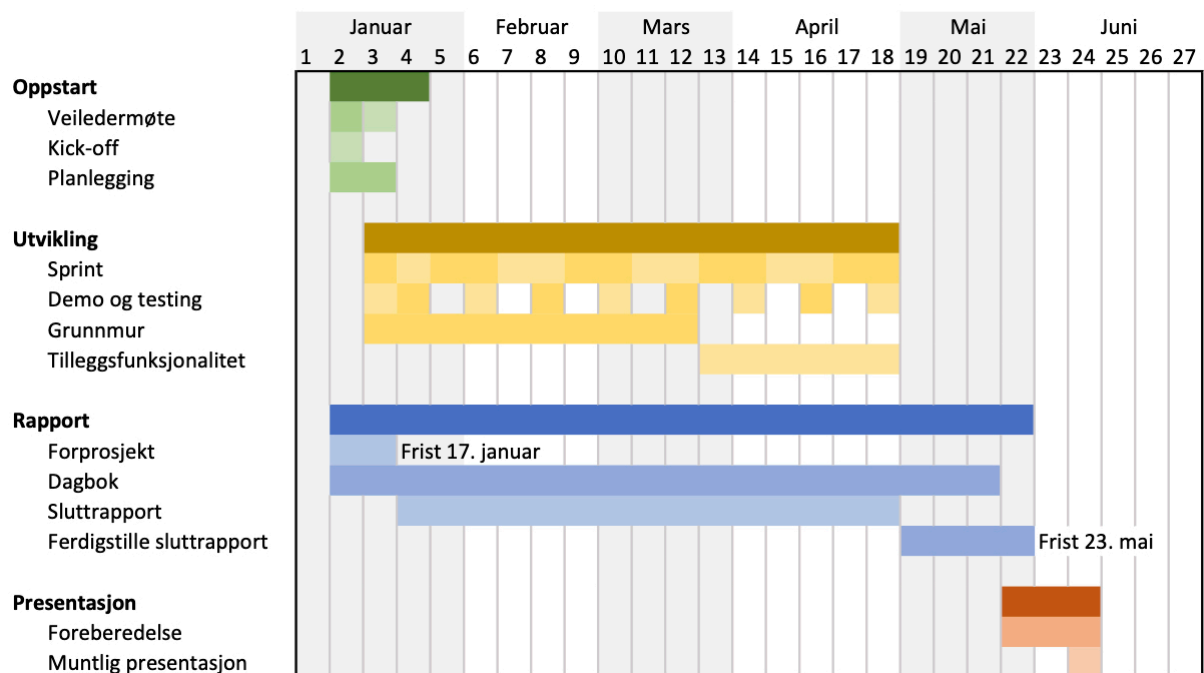 Januar Februar Mars April Mai Juni
1 2 3 4 5 6 7 8 9 10 11 12 13 14 15 16 17 18 19 20 21 22 23 24 25 26 27
Oppstart
Veiledermøte
Kick-off
Planlegging
Utvikling
Sprint
Demo og testing
Grunnmur
Tilleggsfunksjonalitet
Rapport
Forprosjekt Frist 17. januar
Dagbok
Sluttrapport
Ferdigstille sluttrapport Frist 23. mai
Presentasjon
Foreberedelse
Muntlig presentasjon